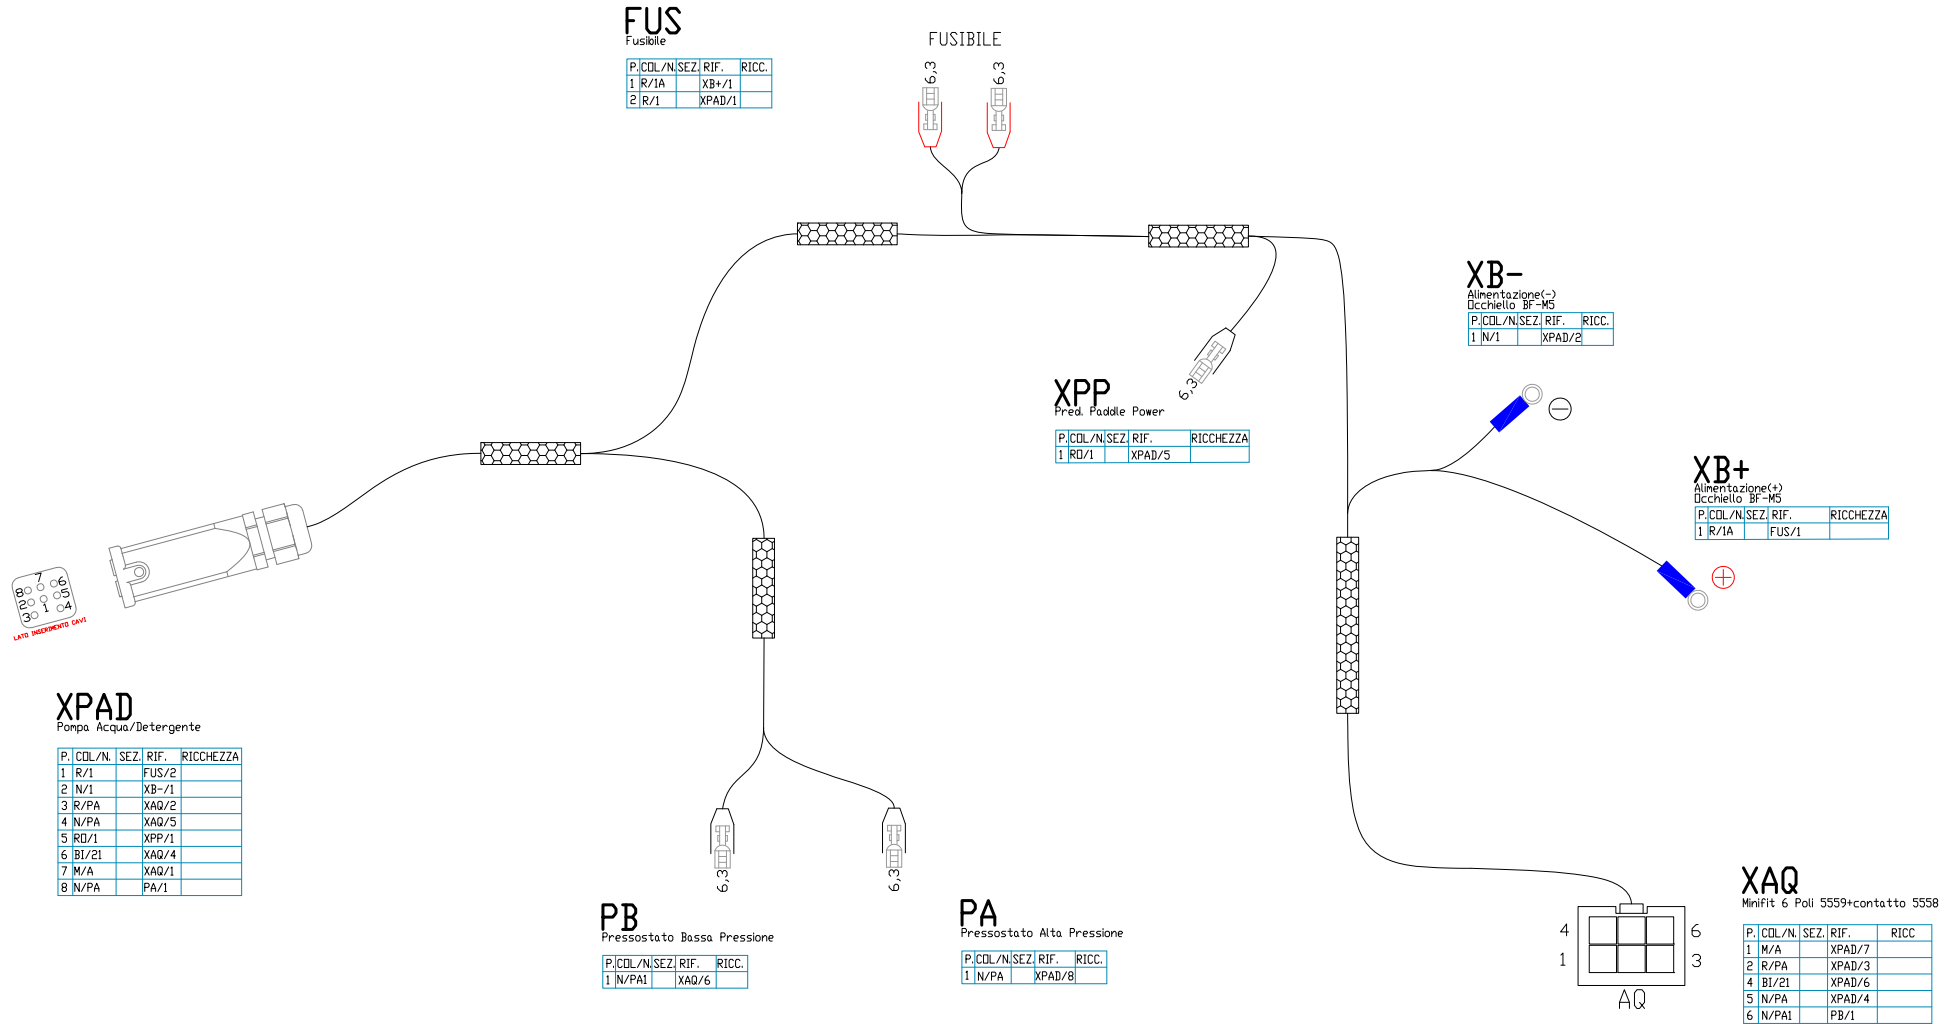 FUS
Fusibile
P. COL/N. SEZ. RIF. RICC.
1 R/1A XB+/1
2 R/1 XPAD/1
FUSIBILE
6,3 6,3
XB-
Alimentazione(-)
Occhiello BF-M5
P. COL/N. SEZ. RIF. RICC.
1 N/1 XPAD/2
6,3
XPP
Pred. Paddle Power
P. COL/N. SEZ. RIF. RICCHEZZA
1 RO/1 XPAD/5
XB+
Alimentazione(+)
Occhiello BF-M5
P. COL/N. SEZ. RIF. RICCHEZZA
1 R/1A FUS/1
7
8 6
2 5
3 1 4
LATO INSERIMENTO CAVI
XPAD
Pompa Acqua/Detergente
P. COL/N. SEZ. RIF. RICCHEZZA
1 R/1 FUS/2
2 N/1 XB-/1
3 R/PA XAQ/2
4 N/PA XAQ/5
5 RO/1 XPP/1
6 BI/21 XAQ/4
7 M/A XAQ/1
8 N/PA PA/1
6,3 6,3
PB
Pressostato Bassa Pressione
P. COL/N. SEZ. RIF. RICC.
1 N/PA1 XAQ/6
PA
Pressostato Alta Pressione
P. COL/N. SEZ. RIF. RICC.
1 N/PA XPAD/8
4 6
1 3
AQ
XAQ
Minifit 6 Poli 5559+contatto 5558
P. COL/N. SEZ. RIF. RICC
1 M/A XPAD/7
2 R/PA XPAD/3
4 BI/21 XPAD/6
5 N/PA XPAD/4
6 N/PA1 PB/1